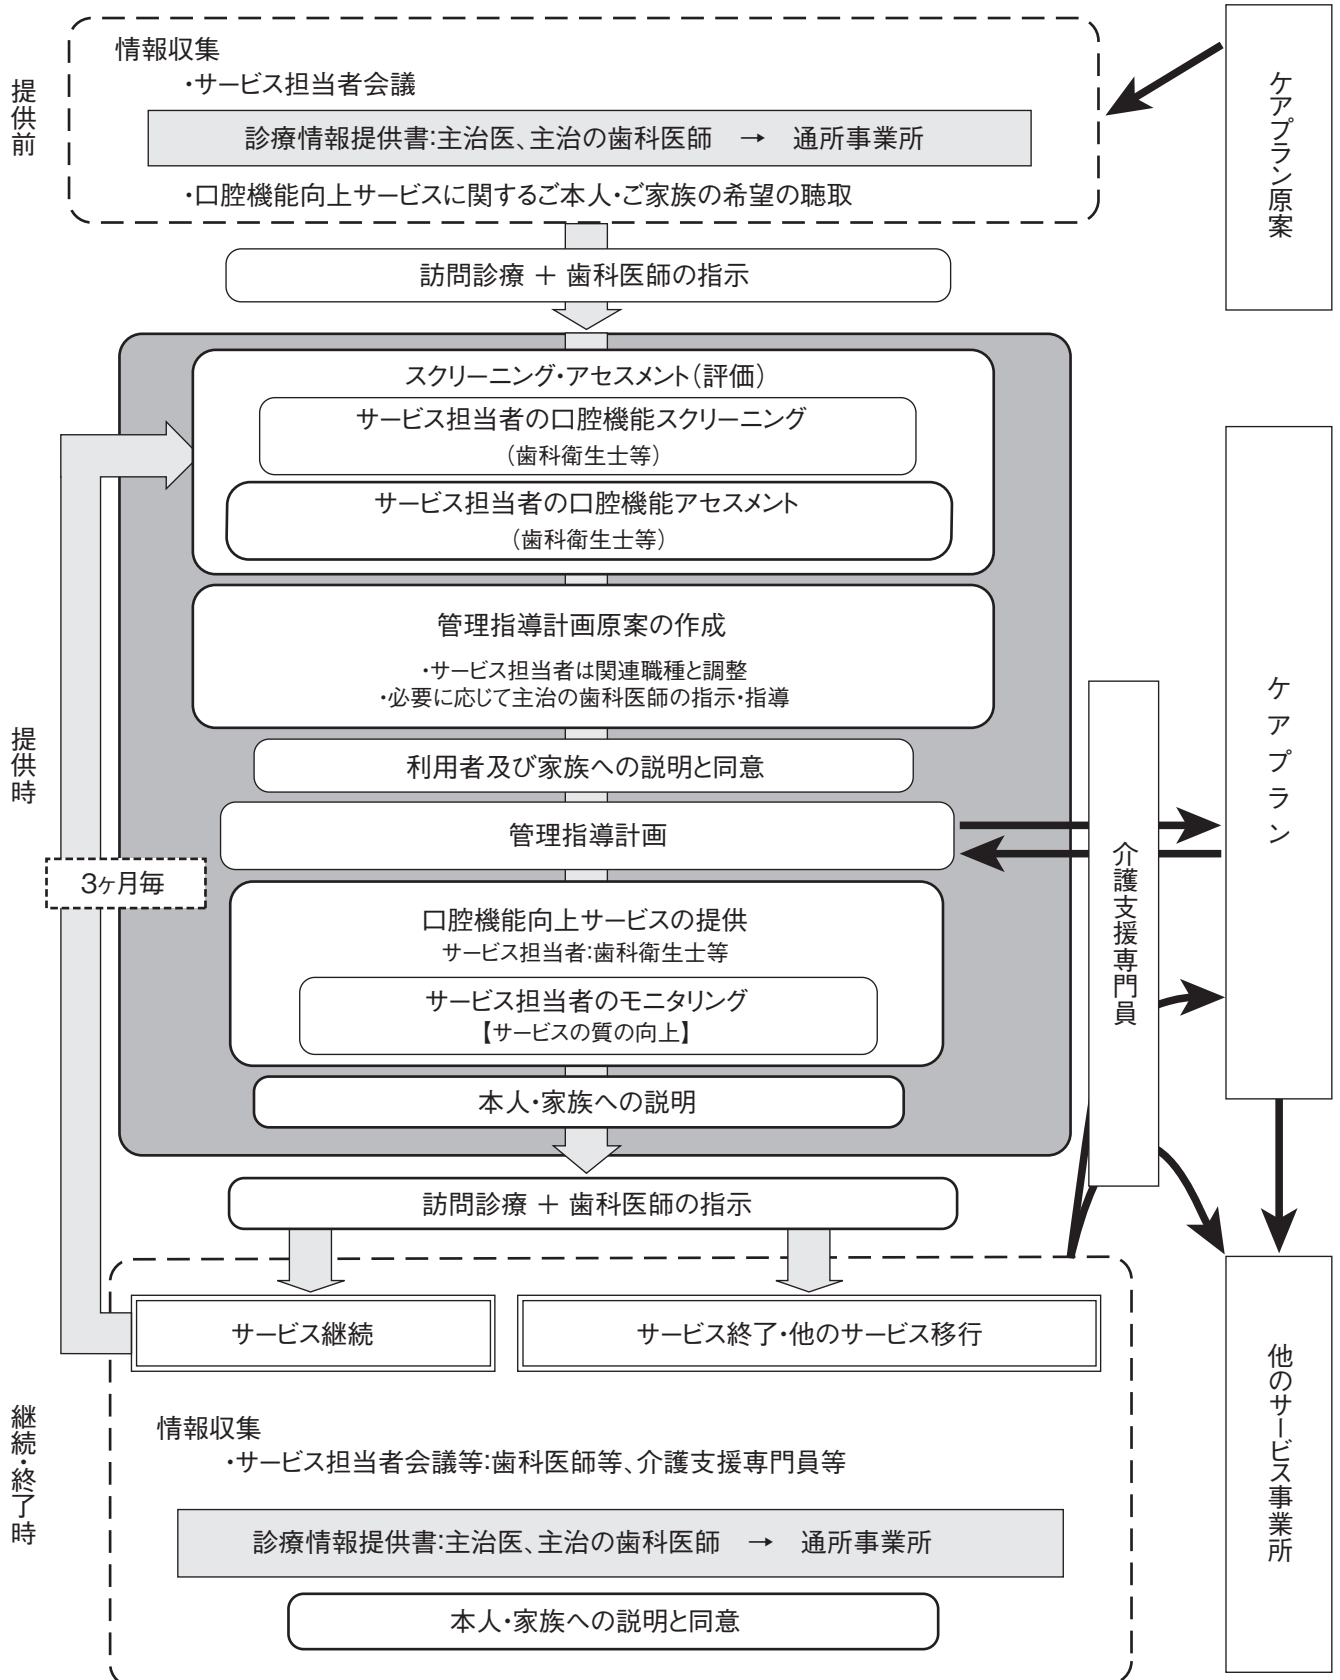 提供前
情報収集
・サービス担当者会議
診療情報提供書:主治医、主治の歯科医師　→　通所事業所
・口腔機能向上サービスに関するご本人・ご家族の希望の聴取
ケアプラン原案
訪問診療 ＋ 歯科医師の指示
提供時
スクリーニング・アセスメント（評価）
サービス担当者の口腔機能スクリーニング
（歯科衛生士等）
サービス担当者の口腔機能アセスメント
（歯科衛生士等）
管理指導計画原案の作成
・サービス担当者は関連職種と調整
・必要に応じて主治の歯科医師の指示・指導
利用者及び家族への説明と同意
管理指導計画
3ヶ月毎
口腔機能向上サービスの提供
サービス担当者:歯科衛生士等
サービス担当者のモニタリング
【サービスの質の向上】
本人・家族への説明
介護支援専門員
ケアプラン
訪問診療 ＋ 歯科医師の指示
継続・終了時
サービス継続
サービス終了・他のサービス移行
情報収集
・サービス担当者会議等:歯科医師等、介護支援専門員等
診療情報提供書:主治医、主治の歯科医師　→　通所事業所
本人・家族への説明と同意
他のサービス事業所